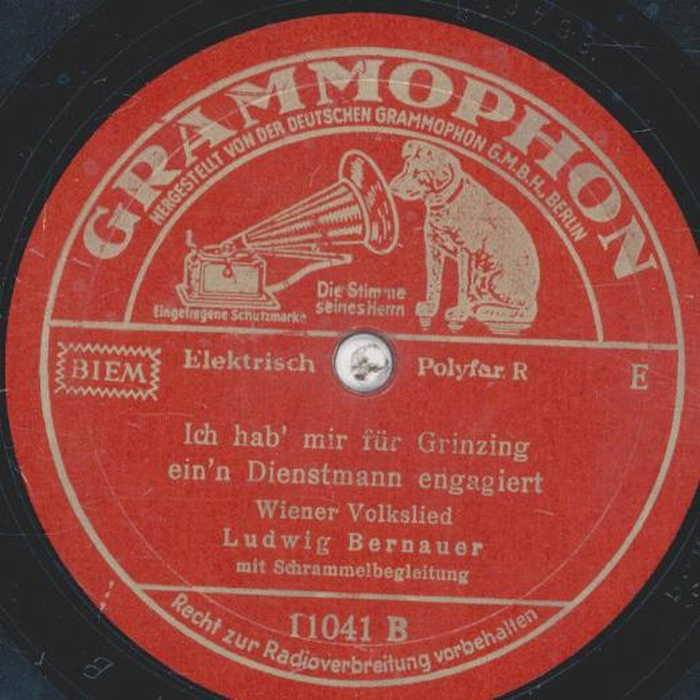 GRAMMOPHON
HERGESTELLT VON DER DEUTSCHEN GRAMMOPHON G.M.B.H., BERLIN
Die Stimme
seines Herrn
Eingetragene Schutzmarke
BIEM
Elektrisch
Polyfar R
E
Ich hab' mir für Grinzing
ein'n Dienstmann engagiert
Wiener Volkslied
Ludwig Bernauer
mit Schrammelbegleitung
11041 B
Recht zur Radioverbreitung vorbehalten